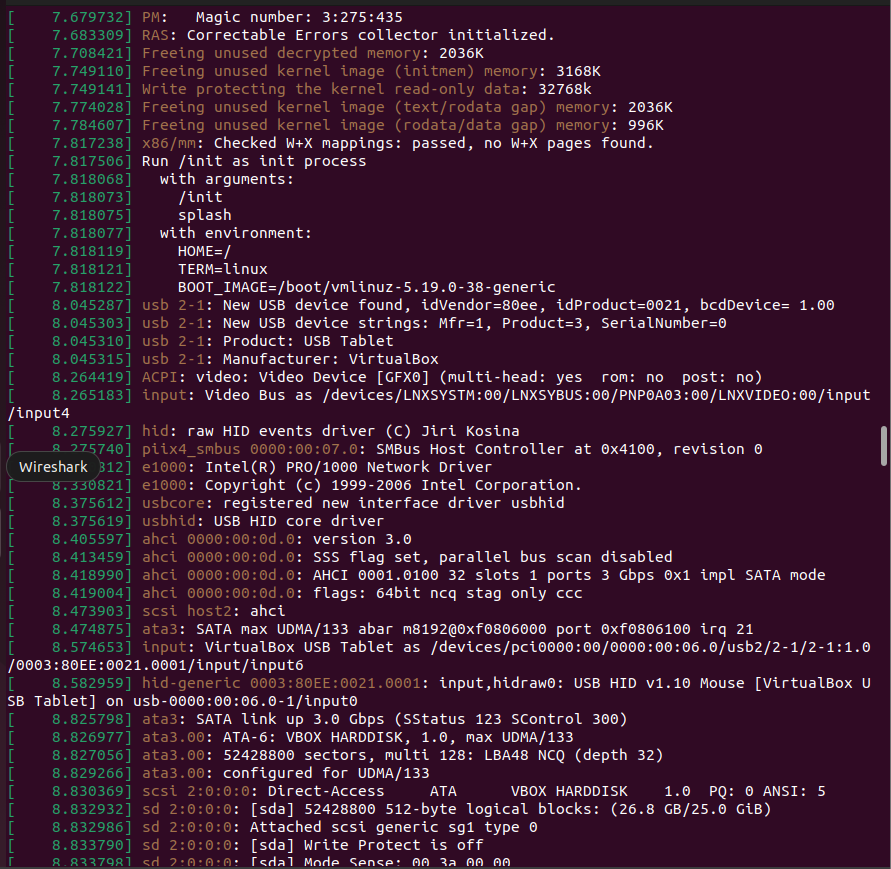 [    7.679732] PM:   Magic number: 3:275:435
[    7.683309] RAS: Correctable Errors collector initialized.
[    7.708421] Freeing unused decrypted memory: 2036K
[    7.749110] Freeing unused kernel image (initmem) memory: 3168K
[    7.749141] Write protecting the kernel read-only data: 32768k
[    7.774028] Freeing unused kernel image (text/rodata gap) memory: 2036K
[    7.784607] Freeing unused kernel image (rodata/data gap) memory: 996K
[    7.817238] x86/mm: Checked W+X mappings: passed, no W+X pages found.
[    7.817506] Run /init as init process
[    7.818068]   with arguments:
[    7.818073]     /init
[    7.818075]     splash
[    7.818077]   with environment:
[    7.818119]     HOME=/
[    7.818121]     TERM=linux
[    7.818122]     BOOT_IMAGE=/boot/vmlinuz-5.19.0-38-generic
[    8.045287] usb 2-1: New USB device found, idVendor=80ee, idProduct=0021, bcdDevice= 1.00
[    8.045303] usb 2-1: New USB device strings: Mfr=1, Product=3, SerialNumber=0
[    8.045310] usb 2-1: Product: USB Tablet
[    8.045315] usb 2-1: Manufacturer: VirtualBox
[    8.264419] ACPI: video: Video Device [GFX0] (multi-head: yes  rom: no  post: no)
[    8.265183] input: Video Bus as /devices/LNXSYSTM:00/LNXSYBUS:00/PNP0A03:00/LNXVIDEO:00/input
/input4
[    8.275927] hid: raw HID events driver (C) Jiri Kosina
[    8.275740] piix4_smbus 0000:00:07.0: SMBus Host Controller at 0x4100, revision 0
Wireshark 312] e1000: Intel(R) PRO/1000 Network Driver
[    8.330821] e1000: Copyright (c) 1999-2006 Intel Corporation.
[    8.375612] usbcore: registered new interface driver usbhid
[    8.375619] usbhid: USB HID core driver
[    8.405597] ahci 0000:00:0d.0: version 3.0
[    8.413459] ahci 0000:00:0d.0: SSS flag set, parallel bus scan disabled
[    8.418990] ahci 0000:00:0d.0: AHCI 0001.0100 32 slots 1 ports 3 Gbps 0x1 impl SATA mode
[    8.419004] ahci 0000:00:0d.0: flags: 64bit ncq stag only ccc
[    8.473903] scsi host2: ahci
[    8.474875] ata3: SATA max UDMA/133 abar m8192@0xf0806000 port 0xf0806100 irq 21
[    8.574653] input: VirtualBox USB Tablet as /devices/pci0000:00/0000:00:06.0/usb2/2-1/2-1:1.0
/0003:80EE:0021.0001/input/input6
[    8.582959] hid-generic 0003:80EE:0021.0001: input,hidraw0: USB HID v1.10 Mouse [VirtualBox U
SB Tablet] on usb-0000:00:06.0-1/input0
[    8.825798] ata3: SATA link up 3.0 Gbps (SStatus 123 SControl 300)
[    8.826977] ata3.00: ATA-6: VBOX HARDDISK, 1.0, max UDMA/133
[    8.827056] ata3.00: 52428800 sectors, multi 128: LBA48 NCQ (depth 32)
[    8.829266] ata3.00: configured for UDMA/133
[    8.830369] scsi 2:0:0:0: Direct-Access     ATA      VBOX HARDDISK    1.0  PQ: 0 ANSI: 5
[    8.832932] sd 2:0:0:0: [sda] 52428800 512-byte logical blocks: (26.8 GB/25.0 GiB)
[    8.832986] sd 2:0:0:0: Attached scsi generic sg1 type 0
[    8.833790] sd 2:0:0:0: [sda] Write Protect is off
[    8.833798] sd 2:0:0:0: [sda] Mode Sense: 00 3a 00 00